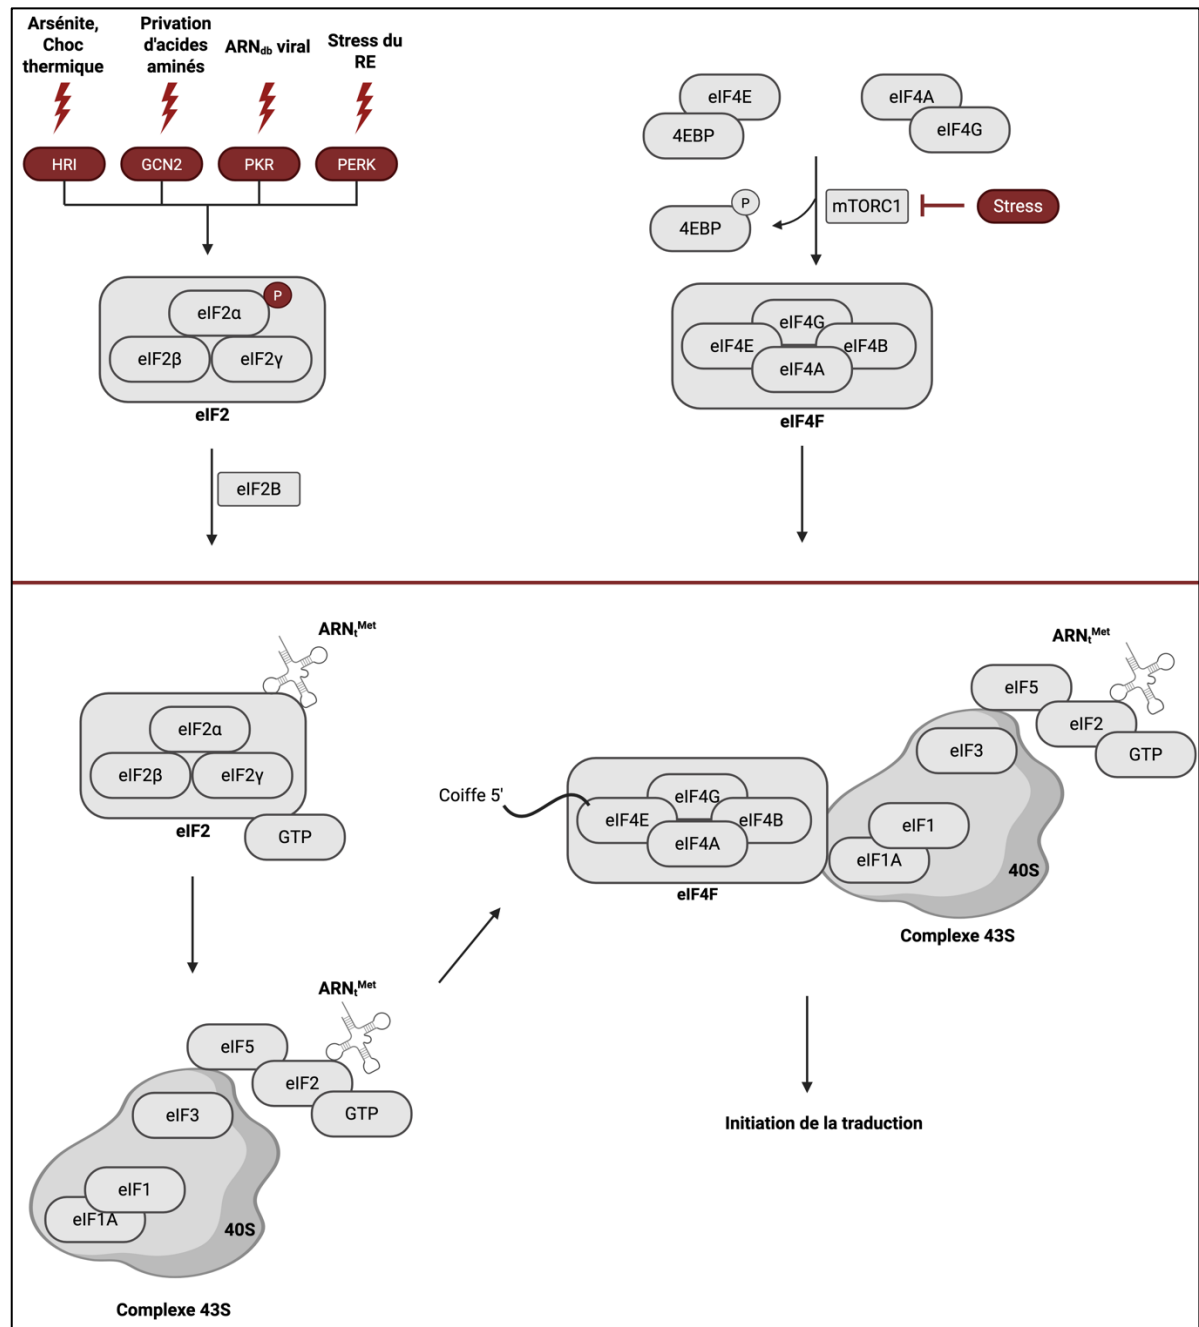 Arsénite,
Choc
thermique
Privation
d'acides
aminés
ARNdb viral
Stress du
RE
HRI
GCN2
PKR
PERK
P
eIF2α
eIF2β
eIF2γ
eIF2
eIF2B
eIF4E
4EBP
eIF4A
eIF4G
P
4EBP
mTORC1
Stress
eIF4G
eIF4E
eIF4B
eIF4A
eIF4F
ARNtMet
eIF2α
eIF2β
eIF2γ
eIF2
GTP
ARNtMet
eIF5
eIF2
GTP
eIF3
eIF1
eIF1A
40S
Complexe 43S
Coiffe 5'
eIF4G
eIF4E
eIF4B
eIF4A
eIF4F
ARNtMet
eIF5
eIF2
GTP
eIF3
eIF1
eIF1A
40S
Complexe 43S
Initiation de la traduction